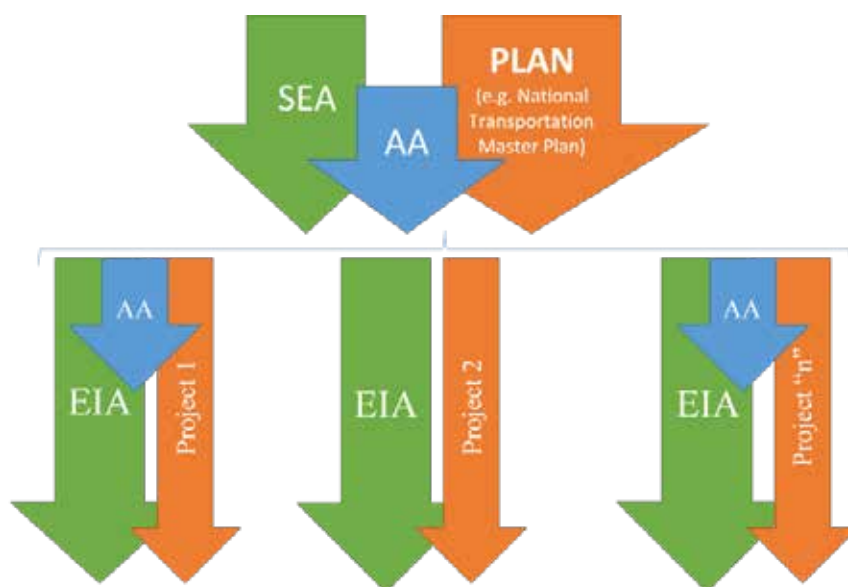 SEA
AA
PLAN
(e.g. National
Transportation
Master Plan)
AA
EIA
Project 1
EIA
Project 2
AA
EIA
Project “n”